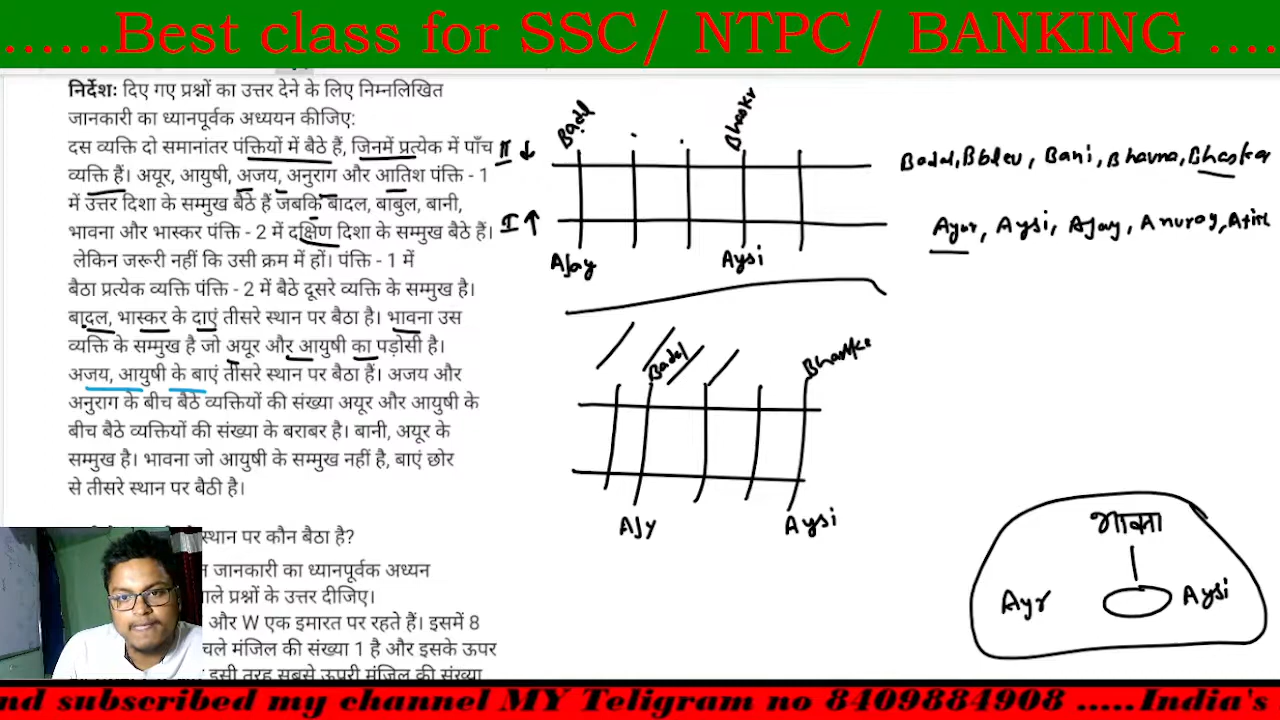 ......Best class for SSC/ NTPC/ BANKING ....
निर्देशः दिए गए प्रश्नों का उत्तर देने के लिए निम्नलिखित
जानकारी का ध्यानपूर्वक अध्ययन कीजिए:
दस व्यक्ति दो समानांतर पंक्तियों में बैठे हैं, जिनमें प्रत्येक में पाँच
व्यक्ति हैं। अयूर, आयुषी, अजय, अनुराग और आतिश पंक्ति - 1
में उत्तर दिशा के सम्मुख बैठे हैं जबकि बादल, बाबुल, बानी,
भावना और भास्कर पंक्ति - 2 में दक्षिण दिशा के सम्मुख बैठे हैं।
लेकिन जरूरी नहीं कि उसी क्रम में हों। पंक्ति - 1 में
बैठा प्रत्येक व्यक्ति पंक्ति - 2 में बैठे दूसरे व्यक्ति के सम्मुख है।
बादल, भास्कर के दाएं तीसरे स्थान पर बैठा है। भावना उस
व्यक्ति के सम्मुख है जो अयूर और आयुषी का पड़ोसी है।
अजय, आयुषी के बाएं तीसरे स्थान पर बैठा हैं। अजय और
अनुराग के बीच बैठे व्यक्तियों की संख्या अयूर और आयुषी के
बीच बैठे व्यक्तियों की संख्या के बराबर है। बानी, अयूर के
सम्मुख है। भावना जो आयुषी के सम्मुख नहीं है, बाएं छोर
से तीसरे स्थान पर बैठी है।
स्थान पर कौन बैठा है?
जानकारी का ध्यानपूर्वक अध्यन
ाले प्रश्नों के उत्तर दीजिए।
और W एक इमारत पर रहते हैं। इसमें 8
चले मंजिल की संख्या 1 है और इसके ऊपर
इसी तरह सबसे ऊपरी मंजिल की संख्या
Badl Bhaskr
II ↓
I ↑
Ajay Aysi
Badl, Bani, Bhavna, Bhaskar
Ayur, Aysi, AJay, Anurag,
Badal
AJy Aysi
भावना
Ayr Aysi
nd subscribed my channel MY Teligram no 8409884908 .....India's